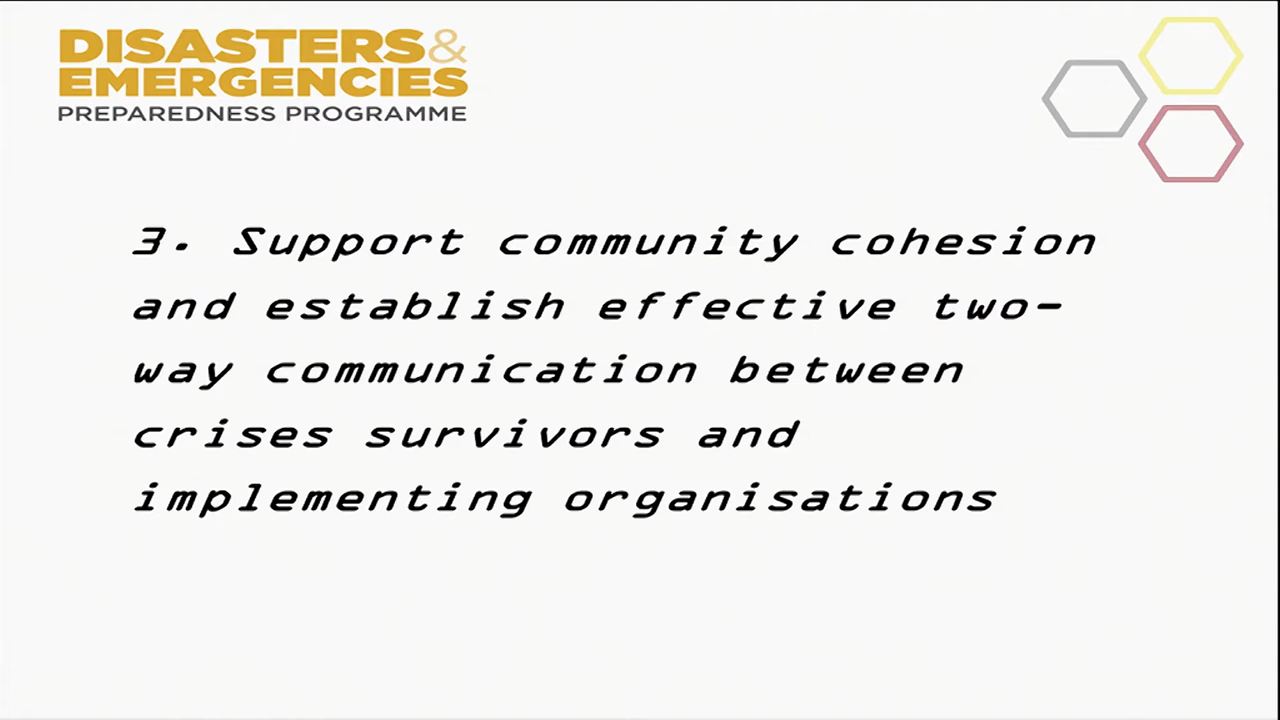 DISASTERS&
EMERGENCIES
PREPAREDNESS PROGRAMME
3. Support community cohesion
and establish effective two-
way communication between
crises survivors and
implementing organisations